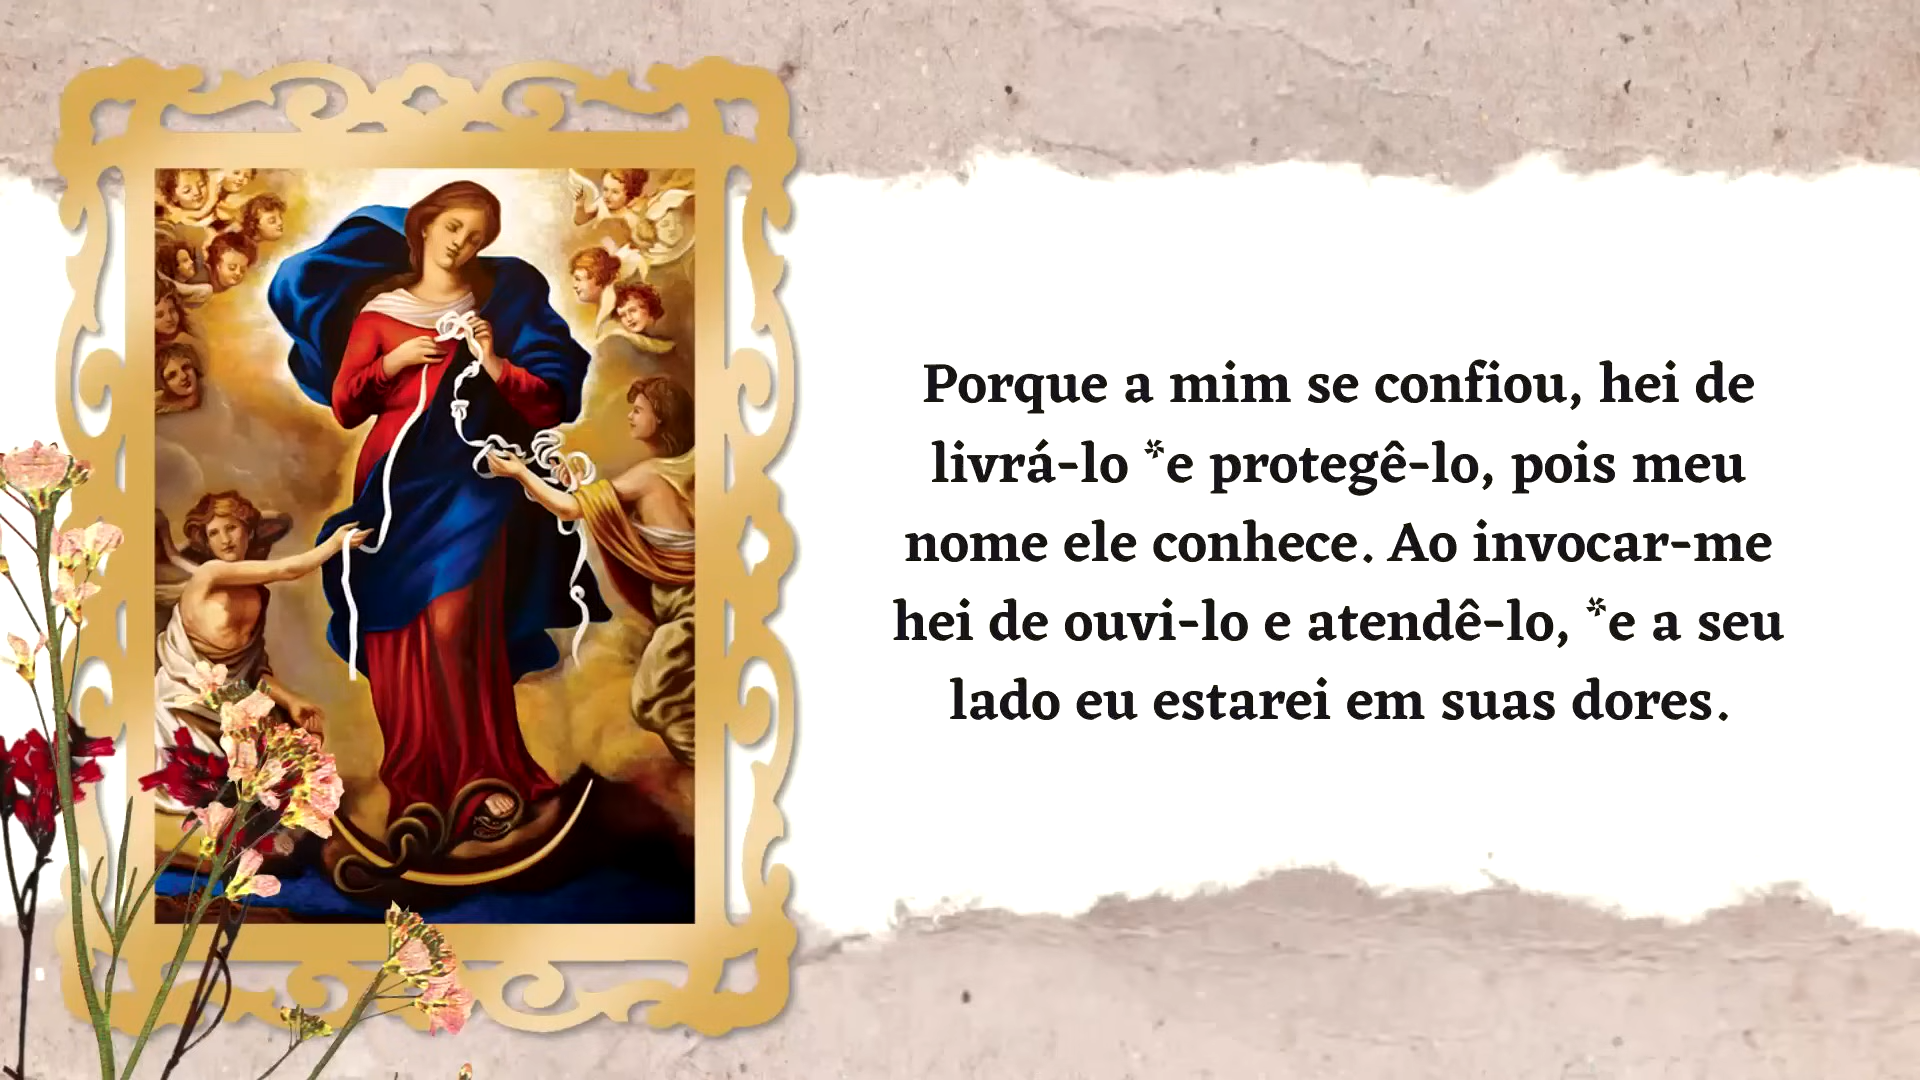 Porque a mim se confiou, hei de
livrá-lo *e protegê-lo, pois meu
nome ele conhece. Ao invocar-me
hei de ouvi-lo e atendê-lo, *e a seu
lado eu estarei em suas dores.